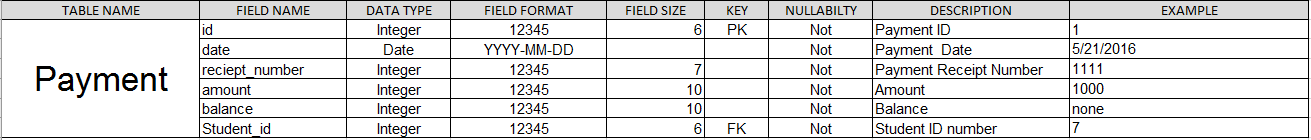 TABLE NAME FIELD NAME DATA TYPE FIELD FORMAT FIELD SIZE KEY NULLABILTY DESCRIPTION EXAMPLE
Payment
id Integer 12345 6 PK Not Payment ID 1
date Date YYYY-MM-DD Not Payment Date 5/21/2016
reciept_number Integer 12345 7 Not Payment Receipt Number 1111
amount Integer 12345 10 Not Amount 1000
balance Integer 12345 10 Not Balance none
Student_id Integer 12345 6 FK Not Student ID number 7